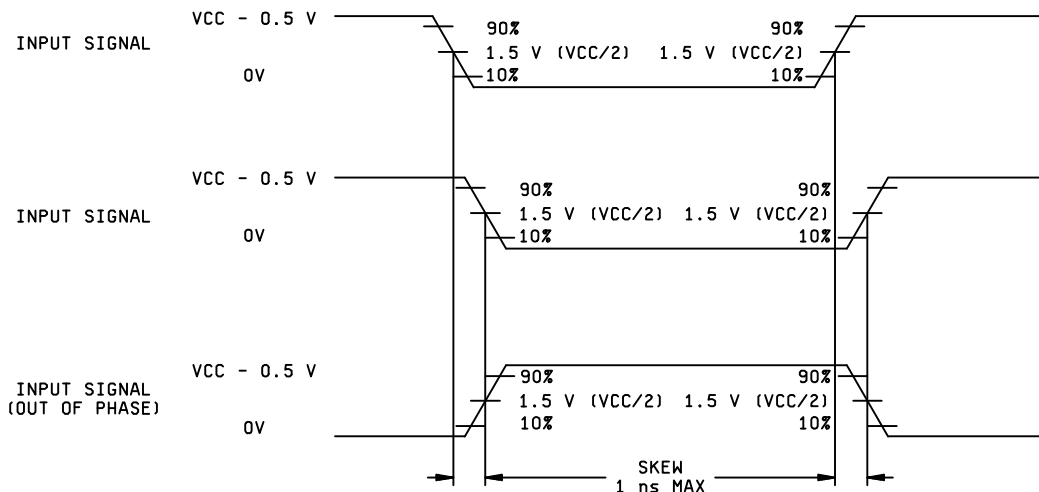 VCC - 0.5 V
90% 90%
INPUT SIGNAL 1.5 V (VCC/2) 1.5 V (VCC/2)
0V 10% 10%
VCC - 0.5 V
90% 90%
INPUT SIGNAL 1.5 V (VCC/2) 1.5 V (VCC/2)
0V 10% 10%
VCC - 0.5 V
90% 90%
INPUT SIGNAL
(OUT OF PHASE) 1.5 V (VCC/2) 1.5 V (VCC/2)
0V 10% 10%
SKEW
1 ns MAX